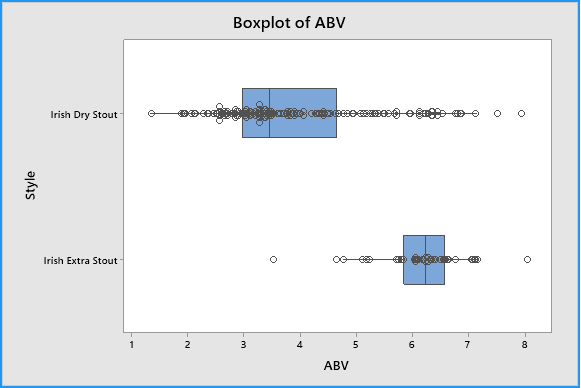 Boxplot of ABV
Irish Dry Stout
Style
Irish Extra Stout
1 2 3 4 5 6 7 8
ABV